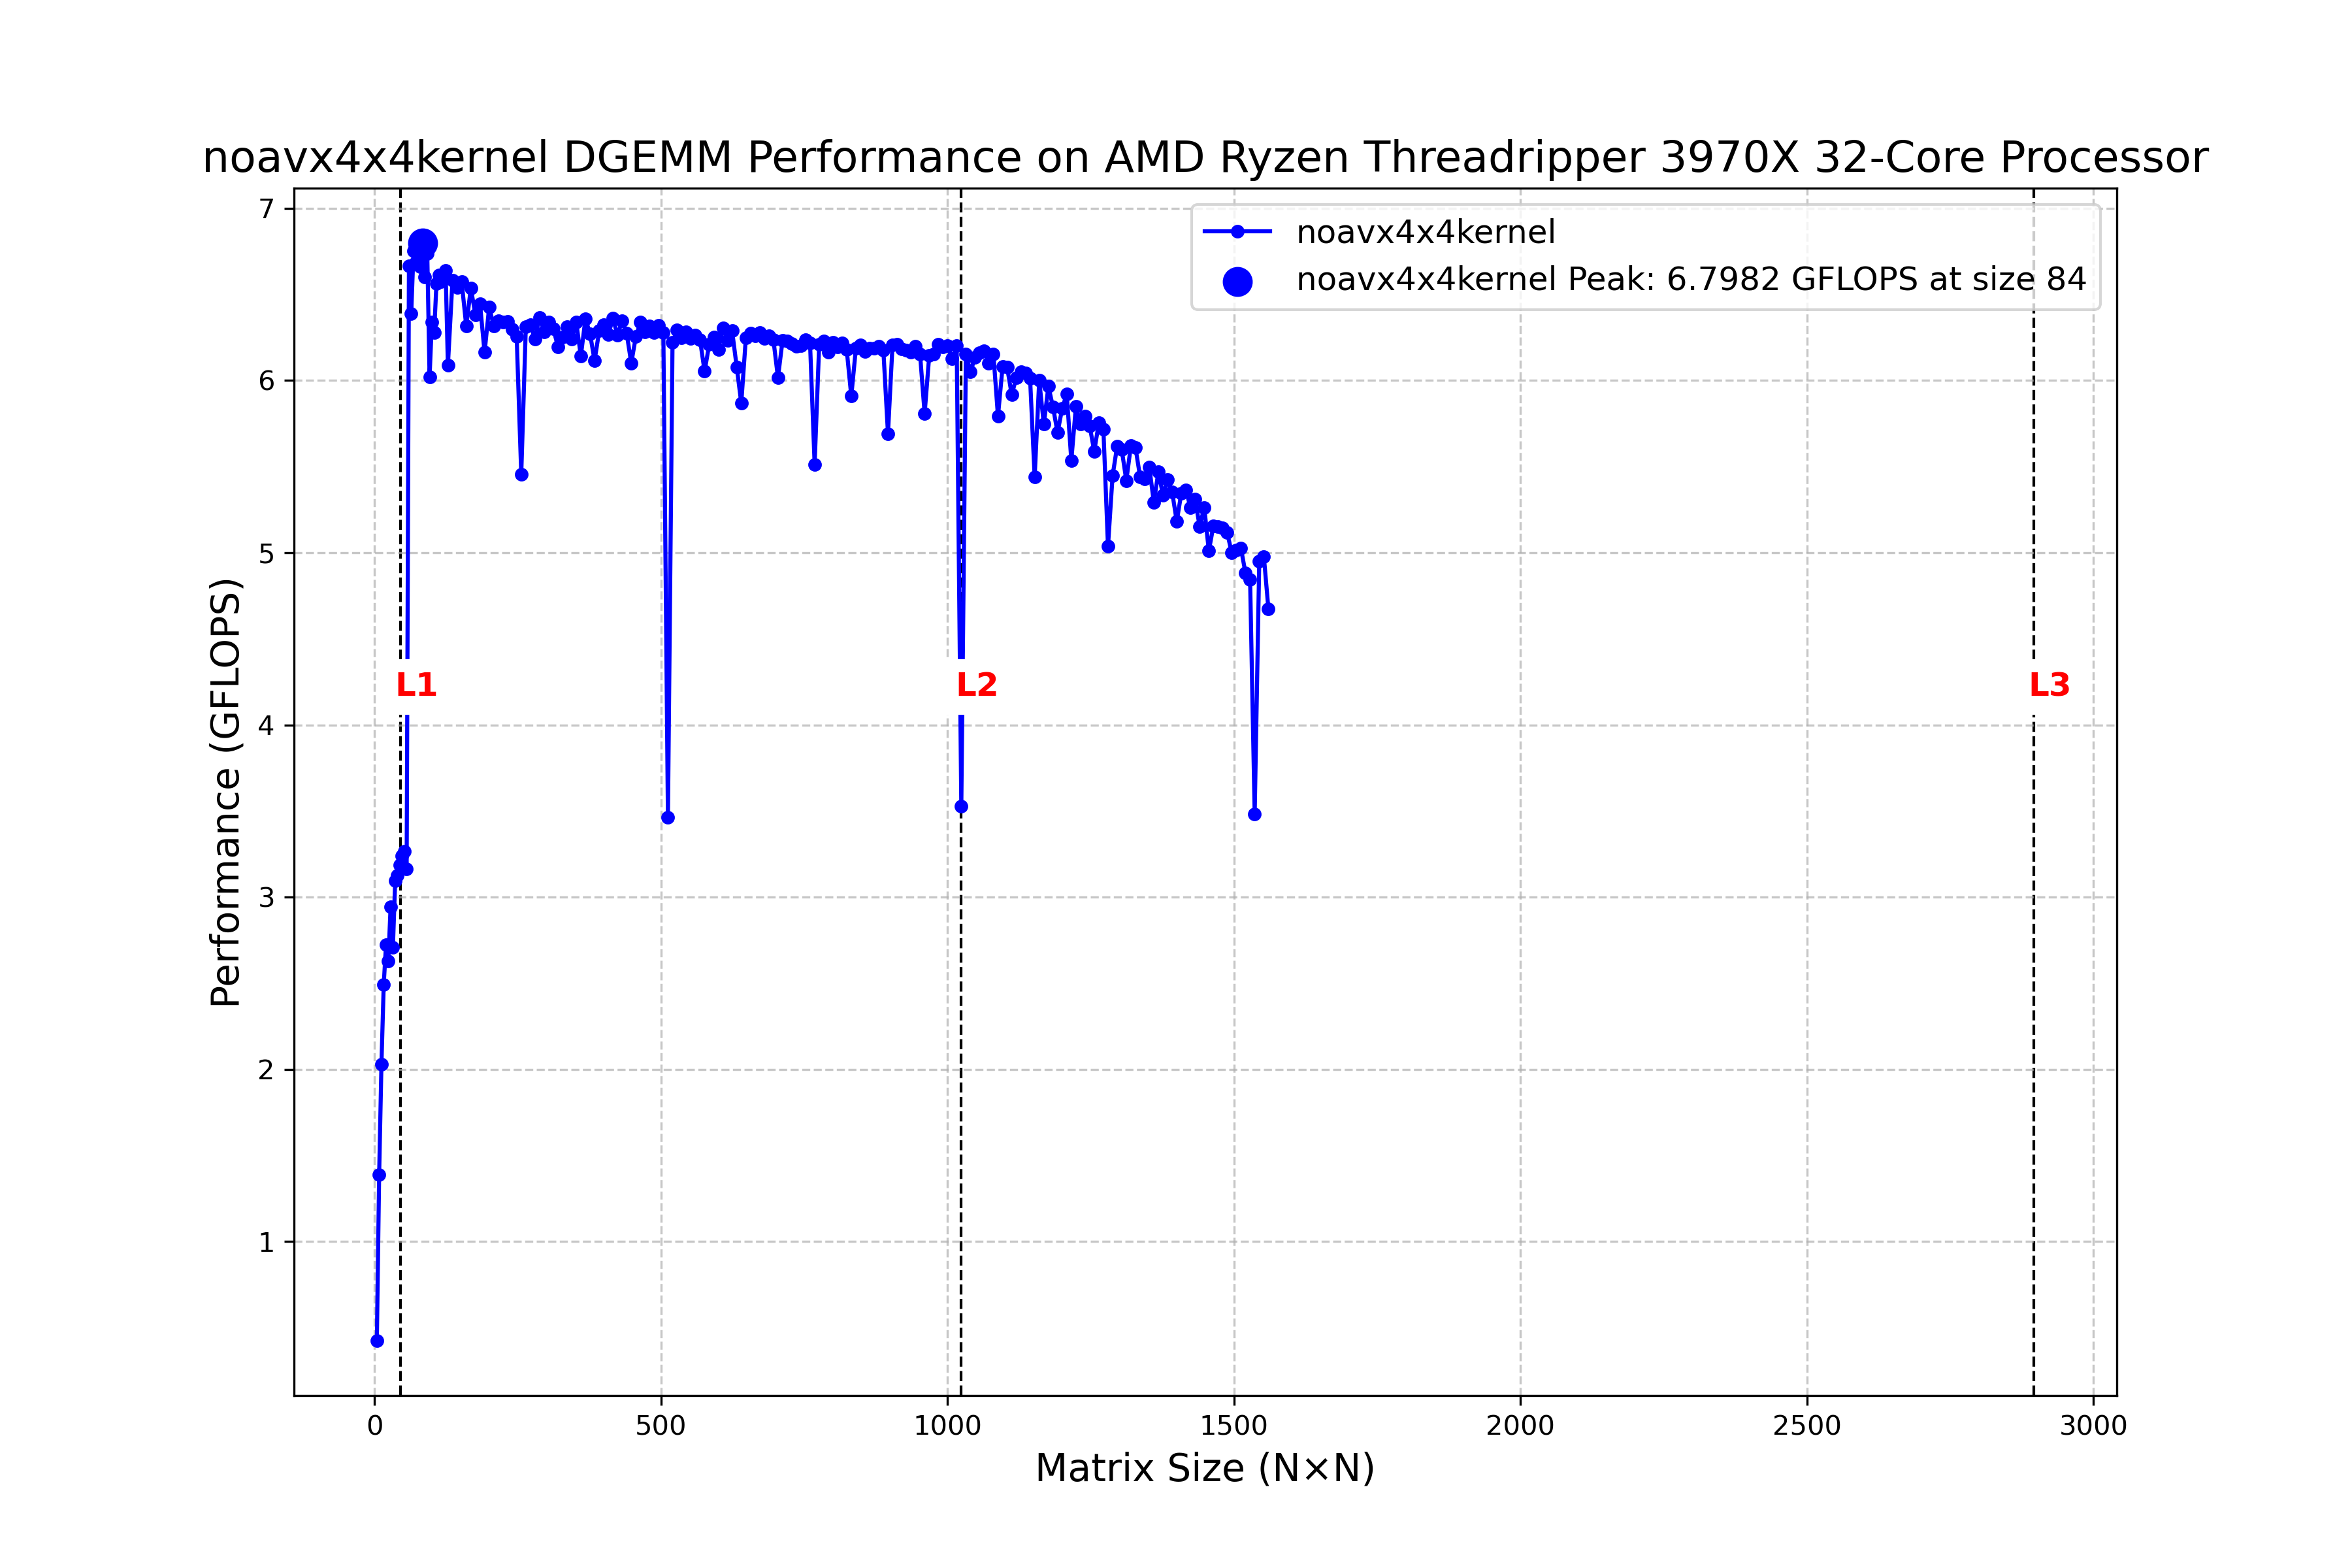 noavx4x4kernel DGEMM Performance on AMD Ryzen Threadripper 3970X 32-Core Processor
noavx4x4kernel
noavx4x4kernel Peak: 6.7982 GFLOPS at size 84
7
6
5
4
3
2
1
Performance (GFLOPS)
L1
L2
L3
0
500
1000
1500
2000
2500
3000
Matrix Size (N×N)